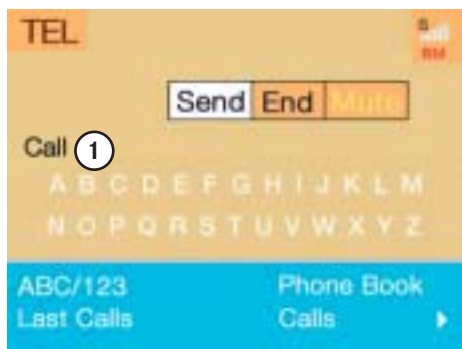 TEL
Send End Mute
Call 1
A B C D E F G H I J K L M
N O P Q R S T U V W X Y Z
ABC/123 Phone Book
Last Calls Calls